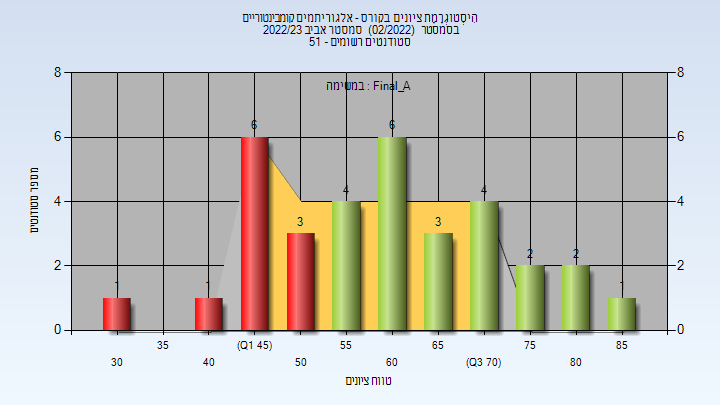 היסטוגרמת ציונים בקורס - אלגוריתמים קומבינטוריים
בסמסטר (02/2022) סמסטר אביב 2022/23
סטודנטים רשומים - 51
במשימה : Final_A
מספר סטודנטים
8 8
6 6
4 4
2 2
0 0
1 1 6 3 4 6 3 4 2 2 1
30 35 40 (Q1 45) 50 55 60 65 (Q3 70) 75 80 85
טווח ציונים